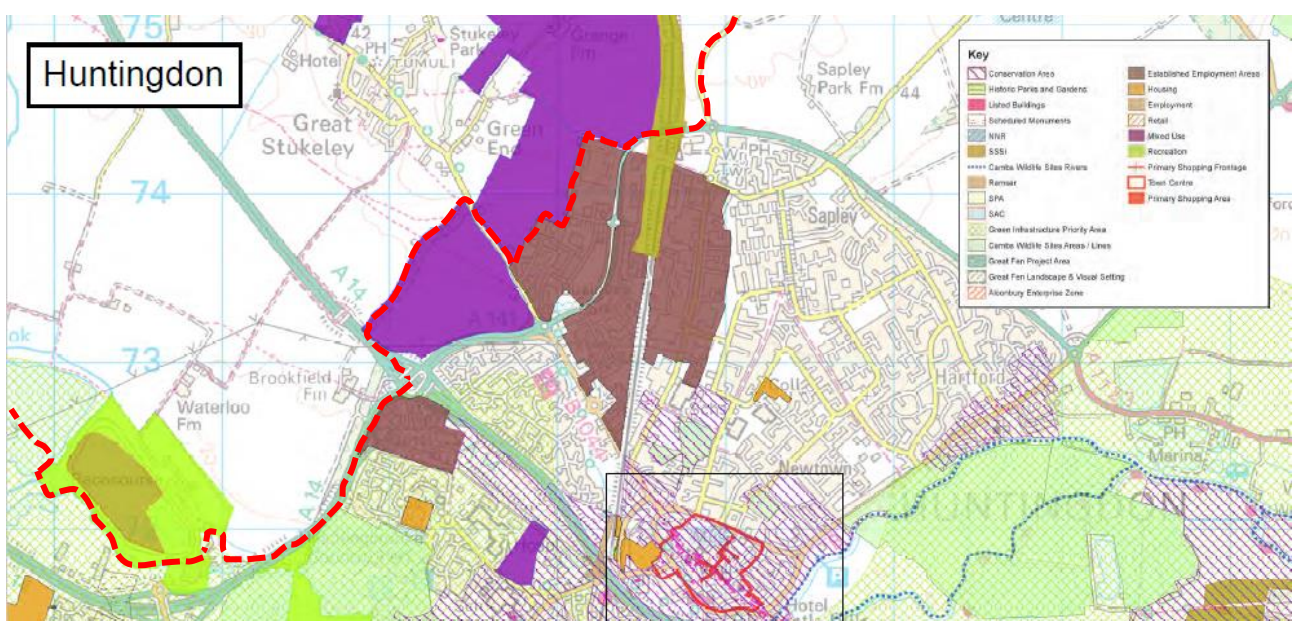 Huntingdon
75
42
PH
Hotel
TUMULI
Stukeley
Park
Grange
Fm
Great
Stukeley
Green
End
Sapley
Park Fm
44
Centre
PH
74
Sapley
A 14
A 141
73
Brookfield
Fm
Waterloo
Fm
A 14
Hartford
Newtown
PH
Marina
Hotel
Key
Conservation Area
Historic Parks and Gardens
Listed Buildings
Scheduled Monuments
NNR
SSSI
Cambs Wildlife Sites Rivers
Ramsar
SPA
SAC
Green Infrastructure Priority Area
Cambs Wildlife Sites Areas / Lines
Great Fen Project Area
Great Fen Landscape & Visual Setting
Alconbury Enterprise Zone
Established Employment Areas
Housing
Employment
Retail
Mixed Use
Recreation
Primary Shopping Frontage
Town Centre
Primary Shopping Area